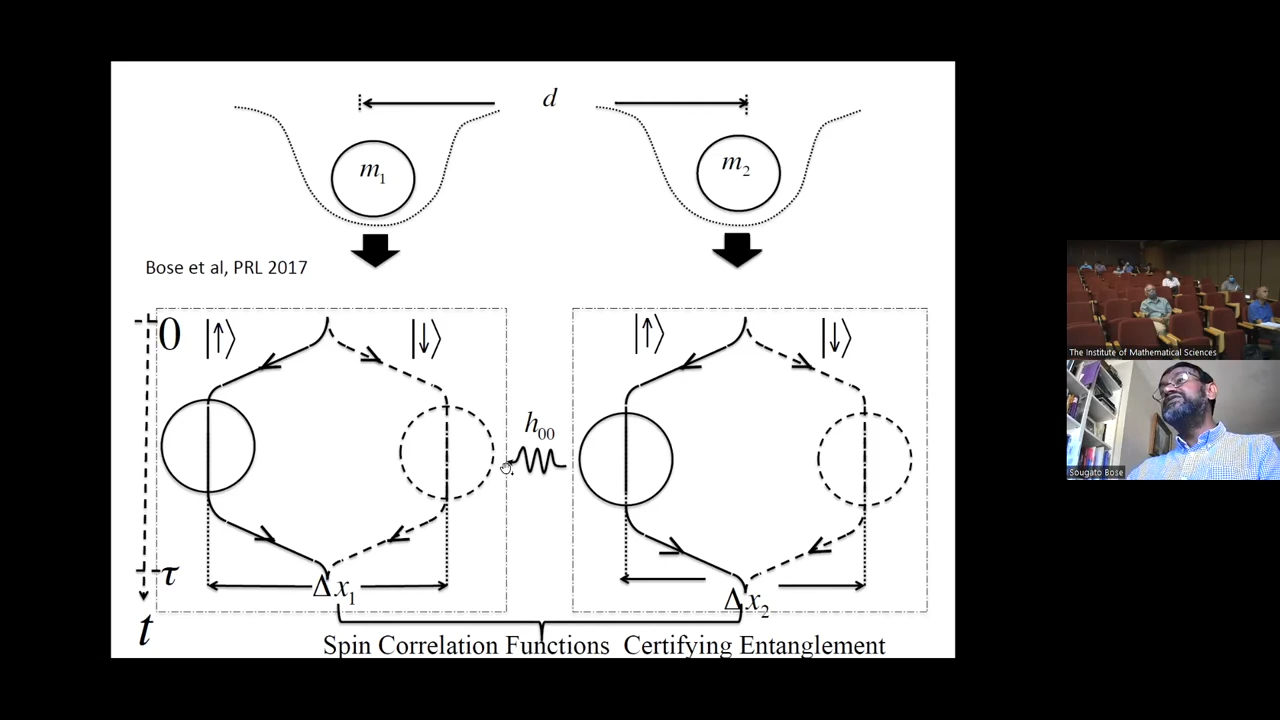 d
m₁
m₂
Bose et al, PRL 2017
0 |↑⟩ |↓⟩ |↑⟩ |↓⟩
h₀₀
τ
Δx₁ Δx₂
t
Spin Correlation Functions Certifying Entanglement
The Institute of Mathematical Sciences
Sougato Bose